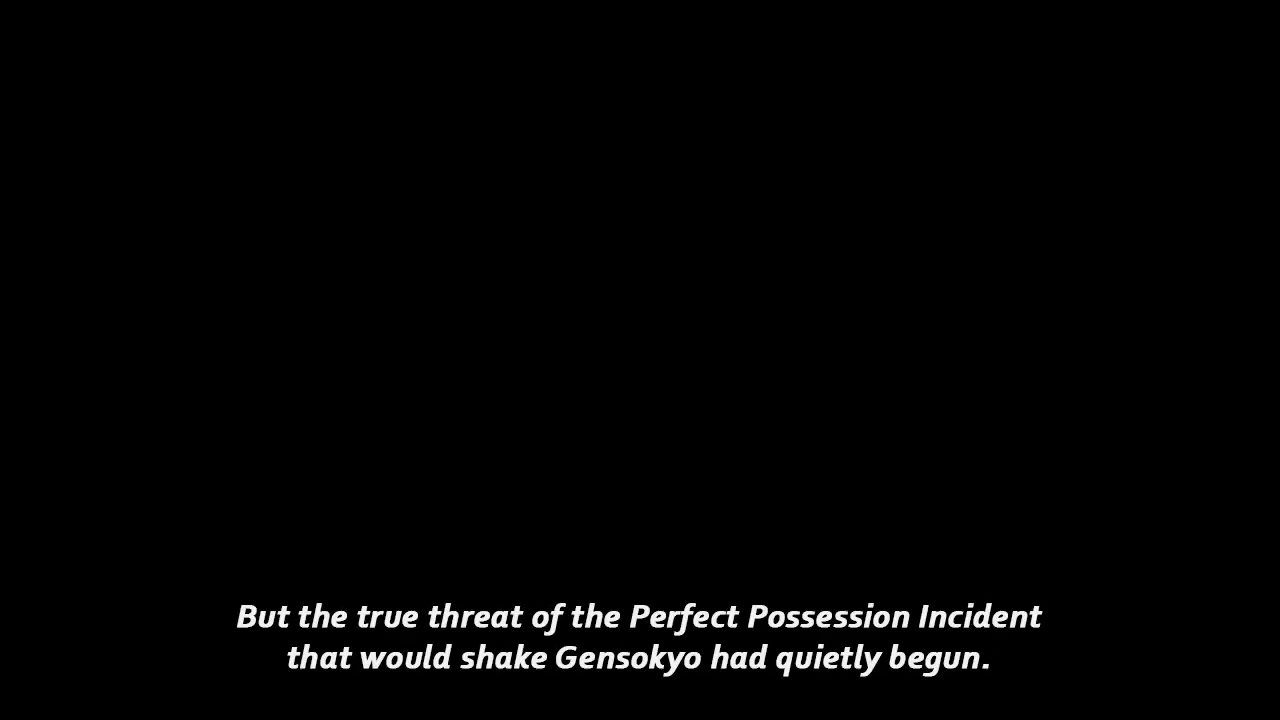 But the true threat of the Perfect Possession Incident
that would shake Gensokyo had quietly begun.